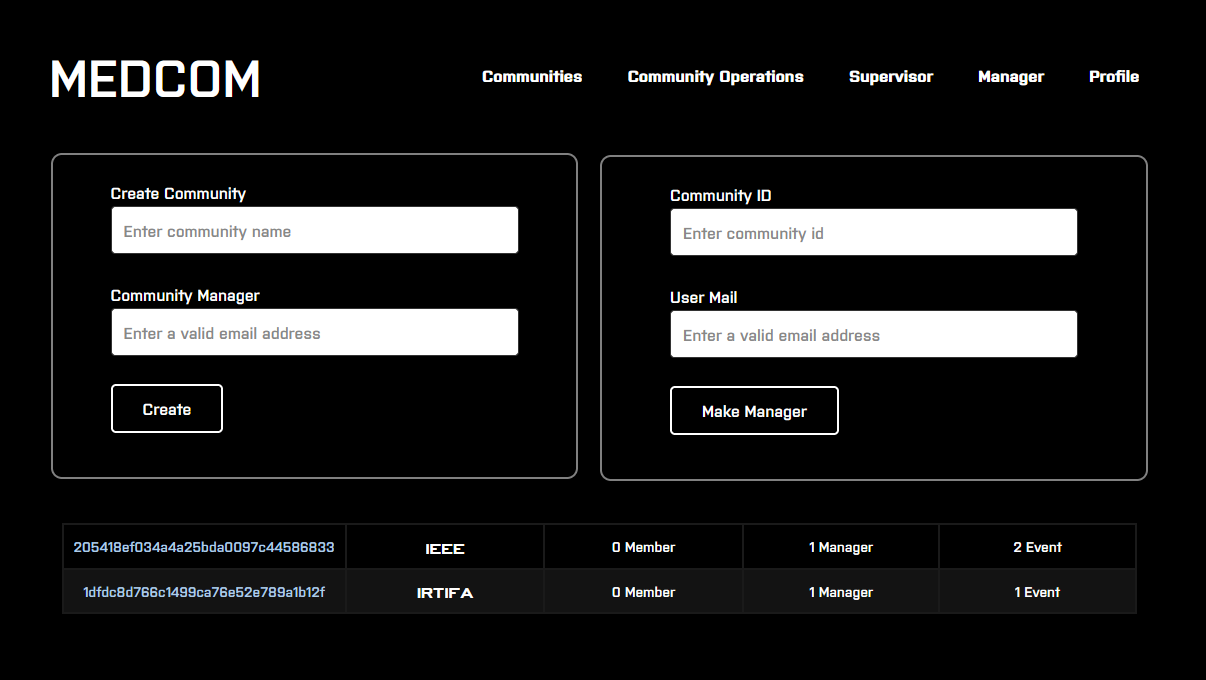 MEDCOM
Communities Community Operations Supervisor Manager Profile
Create Community
Enter community name
Community Manager
Enter a valid email address
Create
Community ID
Enter community id
User Mail
Enter a valid email address
Make Manager
205418ef034a4a25bda0097c44586833 IEEE 0 Member 1 Manager 2 Event
1dfdc8d766c1499ca76e52e789a1b12f IRTIFA 0 Member 1 Manager 1 Event